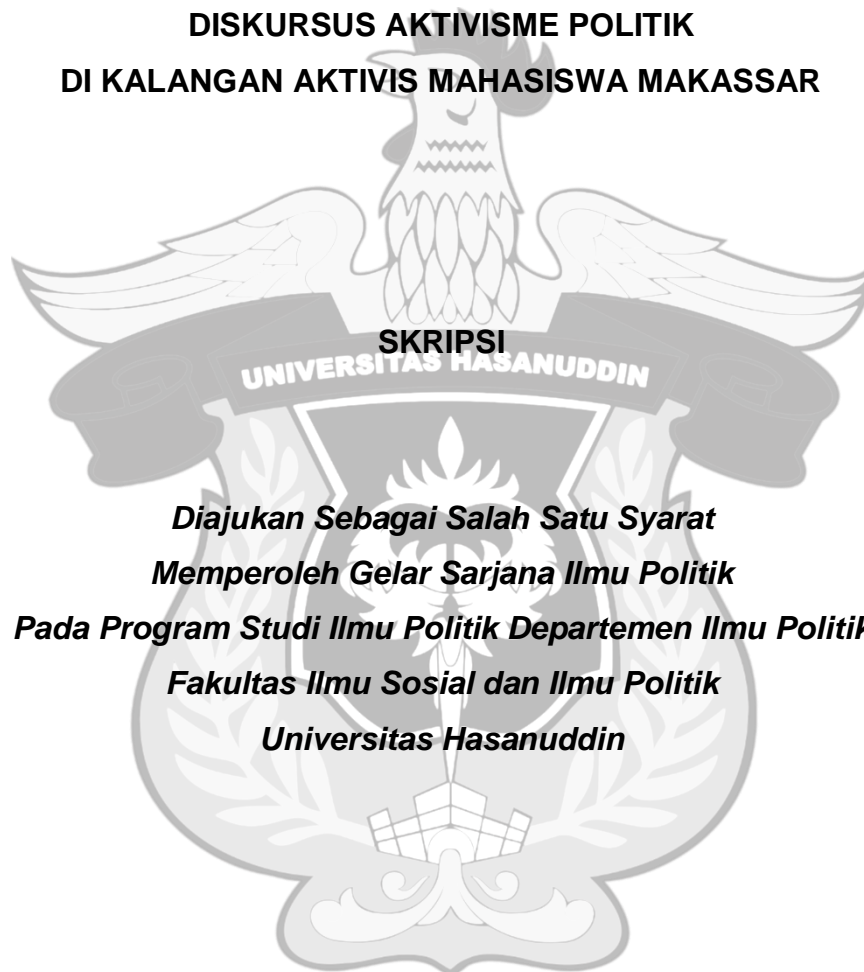 DISKURSUS AKTIVISME POLITIK
DI KALANGAN AKTIVIS MAHASISWA MAKASSAR
SKRIPSI
UNIVERSITAS HASANUDDIN
Diajukan Sebagai Salah Satu Syarat
Memperoleh Gelar Sarjana Ilmu Politik
Pada Program Studi Ilmu Politik Departemen Ilmu Politik
Fakultas Ilmu Sosial dan Ilmu Politik
Universitas Hasanuddin